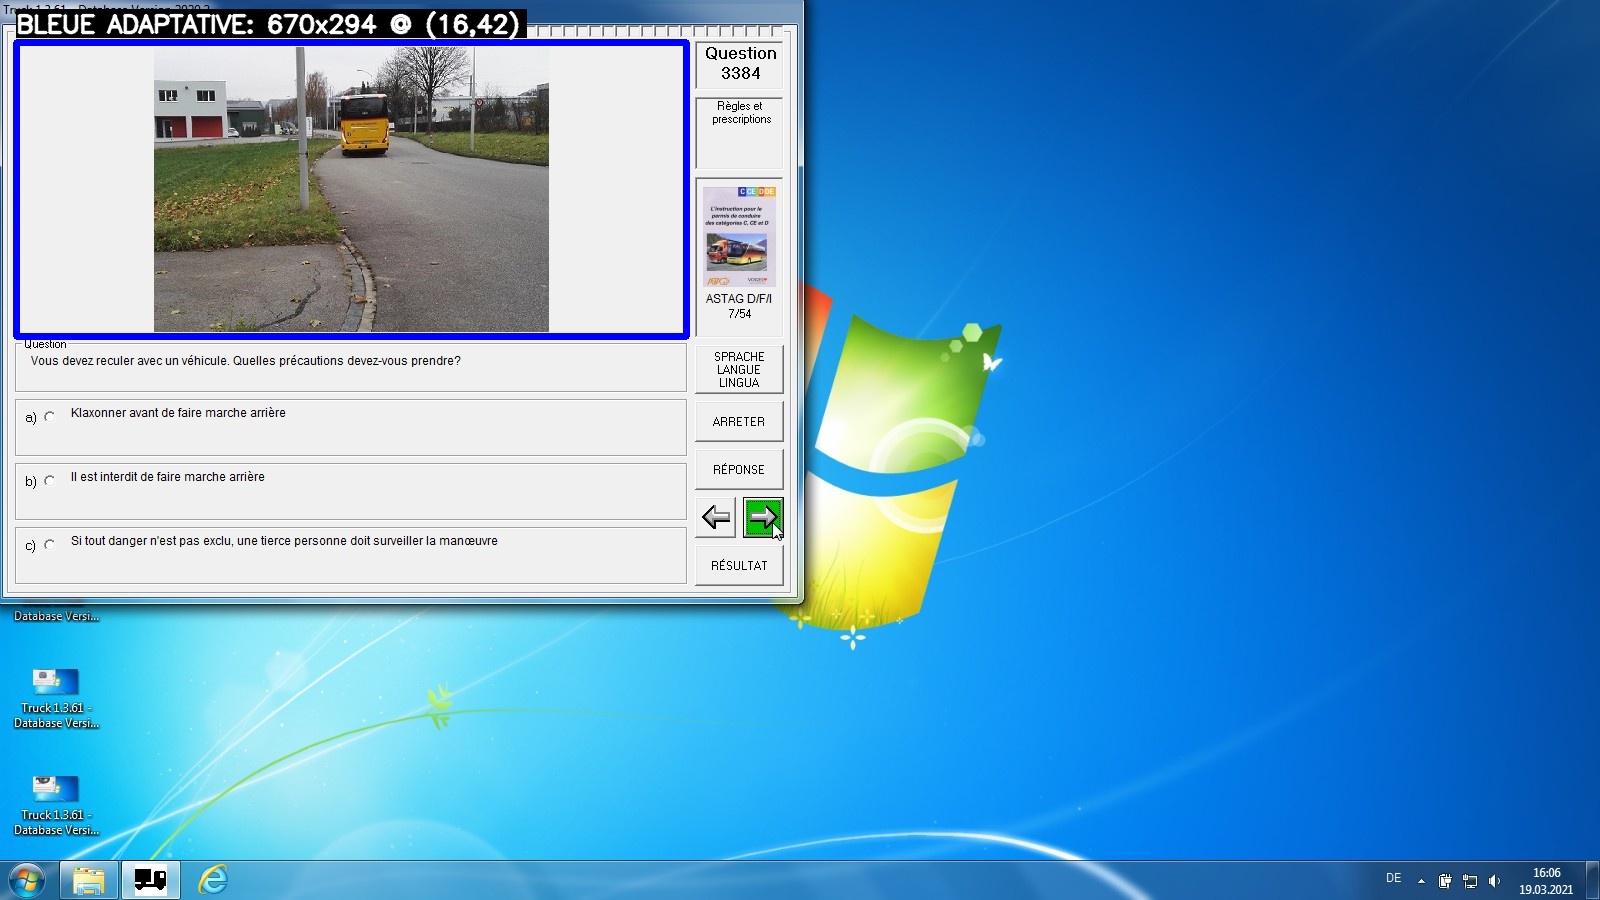 BLEUE ADAPTATIVE: 670x294 @ (16,42)
Question
3384
Règles et
prescriptions
C CE D DE
L'instruction pour le
permis de conduire
des catégories C, CE et D
ASTAG D/F/I
7/54
Question
Vous devez reculer avec un véhicule. Quelles précautions devez-vous prendre?
a) Klaxonner avant de faire marche arrière
b) Il est interdit de faire marche arrière
c) Si tout danger n'est pas exclu, une tierce personne doit surveiller la manœuvre
SPRACHE
LANGUE
LINGUA
ARRETER
RÉPONSE
RÉSULTAT
Database Versi...
Truck 1.3.61 -
Database Versi...
Truck 1.3.61 -
Database Versi...
DE
16:06
19.03.2021